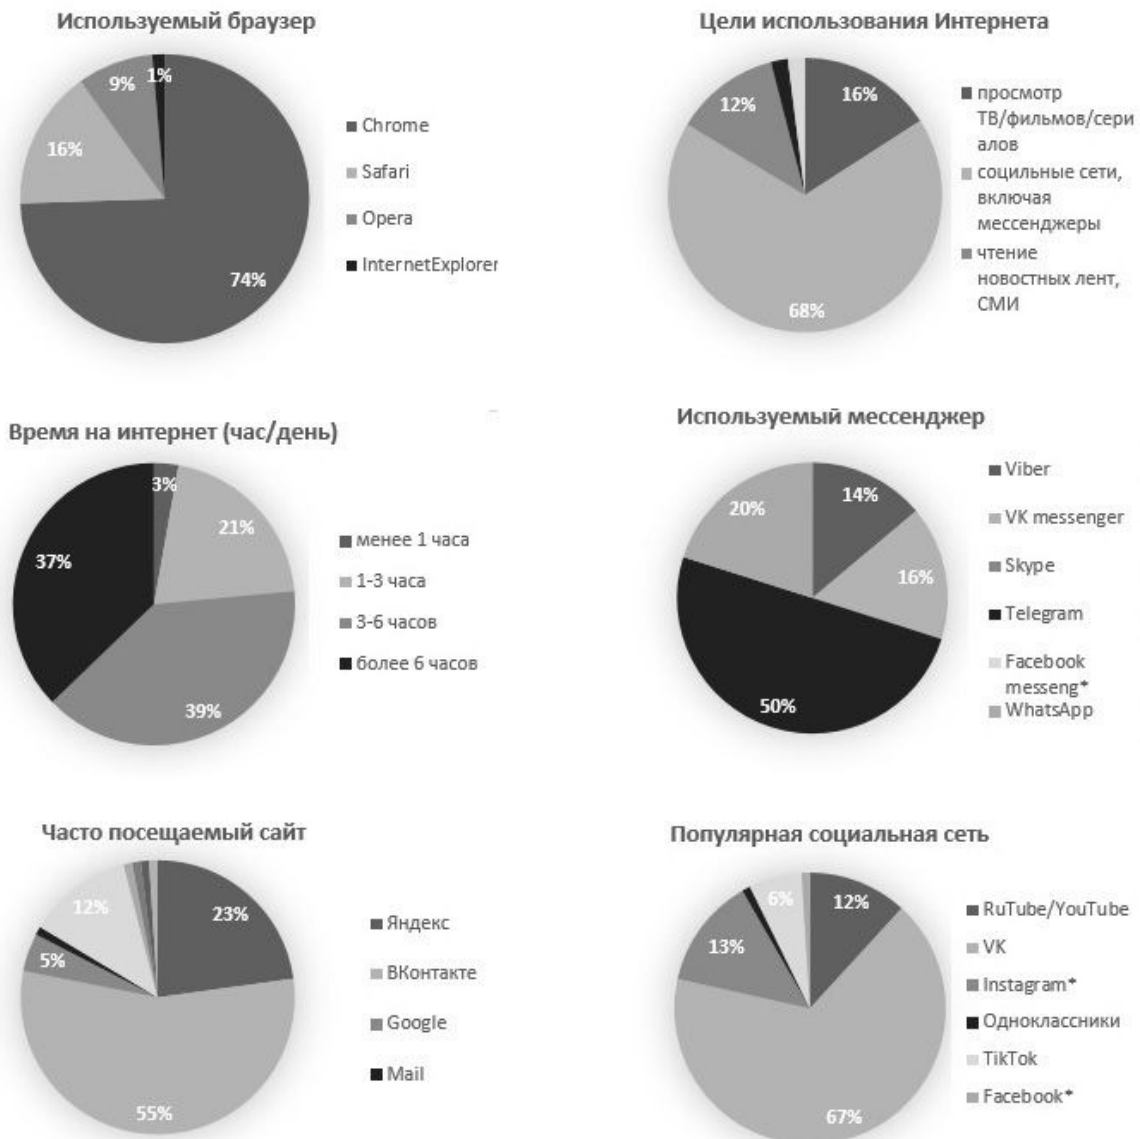 Используемый браузер
74%
16%
9%
1%
Chrome
Safari
Opera
InternetExplorer
Цели использования Интернета
16%
68%
12%
просмотр
ТВ/фильмов/сери
алов
социльные сети,
включая
мессенджеры
чтение
новостных лент,
СМИ
Время на интернет (час/день)
3%
21%
39%
37%
менее 1 часа
1-3 часа
3-6 часов
более 6 часов
Используемый мессенджер
14%
16%
50%
20%
Viber
VK messenger
Skype
Telegram
Facebook
messeng*
WhatsApp
Часто посещаемый сайт
23%
55%
5%
12%
Яндекс
ВКонтакте
Google
Mail
Популярная социальная сеть
12%
67%
13%
6%
RuTube/YouTube
VK
Instagram*
Одноклассники
TikTok
Facebook*